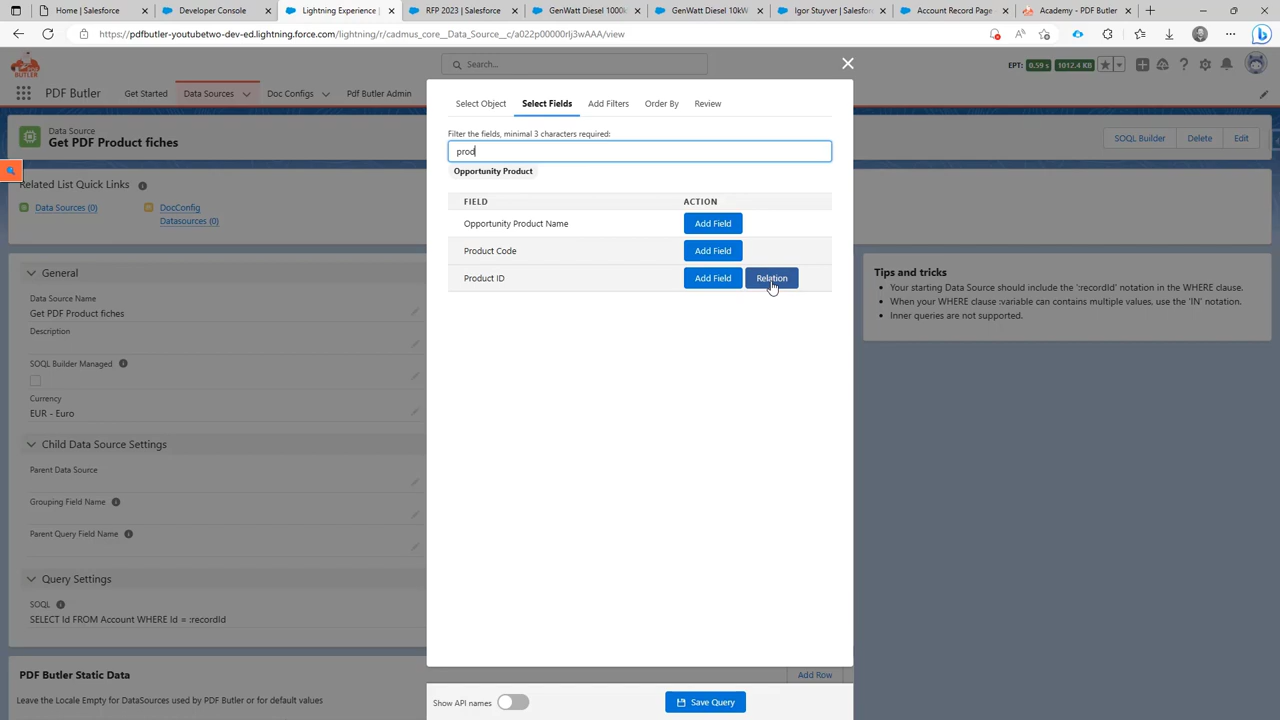 Home | Salesforce
Developer Console
Lightning Experience |
RFP 2023 | Salesforce
GenWatt Diesel 1000k
GenWatt Diesel 10kW
Igor Stuyver | Salesforc
Account Record Page
Academy - PDF Butler
https://pdfbutler-youtubetwo-dev-ed.lightning.force.com/lightning/r/cadmus_core__Data_Source__c/a022p00000rlj3wAAA/view
Search...
EPT: 0.59 s 1012.4 KB
PDF Butler
Get Started
Data Sources
Doc Configs
Pdf Butler Admin
Data Source
Get PDF Product fiches
SOQL Builder
Delete
Edit
Related List Quick Links
Data Sources (0)
DocConfig
Datasources (0)
General
Data Source Name
Get PDF Product fiches
Description
SOQL Builder Managed
Currency
EUR - Euro
Child Data Source Settings
Parent Data Source
Grouping Field Name
Parent Query Field Name
Query Settings
SOQL
SELECT Id FROM Account WHERE Id = :recordId
PDF Butler Static Data
Add Row
Leave the Locale Empty for DataSources used by PDF Butler or for default values
Select Object
Select Fields
Add Filters
Order By
Review
Filter the fields, minimal 3 characters required:
prod
Opportunity Product
FIELD ACTION
Opportunity Product Name Add Field
Product Code Add Field
Product ID Add Field Relation
Show API names
Save Query
Tips and tricks
Your starting Data Source should include the ':recordId' notation in the WHERE clause.
When your WHERE clause :variable can contains multiple values, use the 'IN' notation.
Inner queries are not supported.